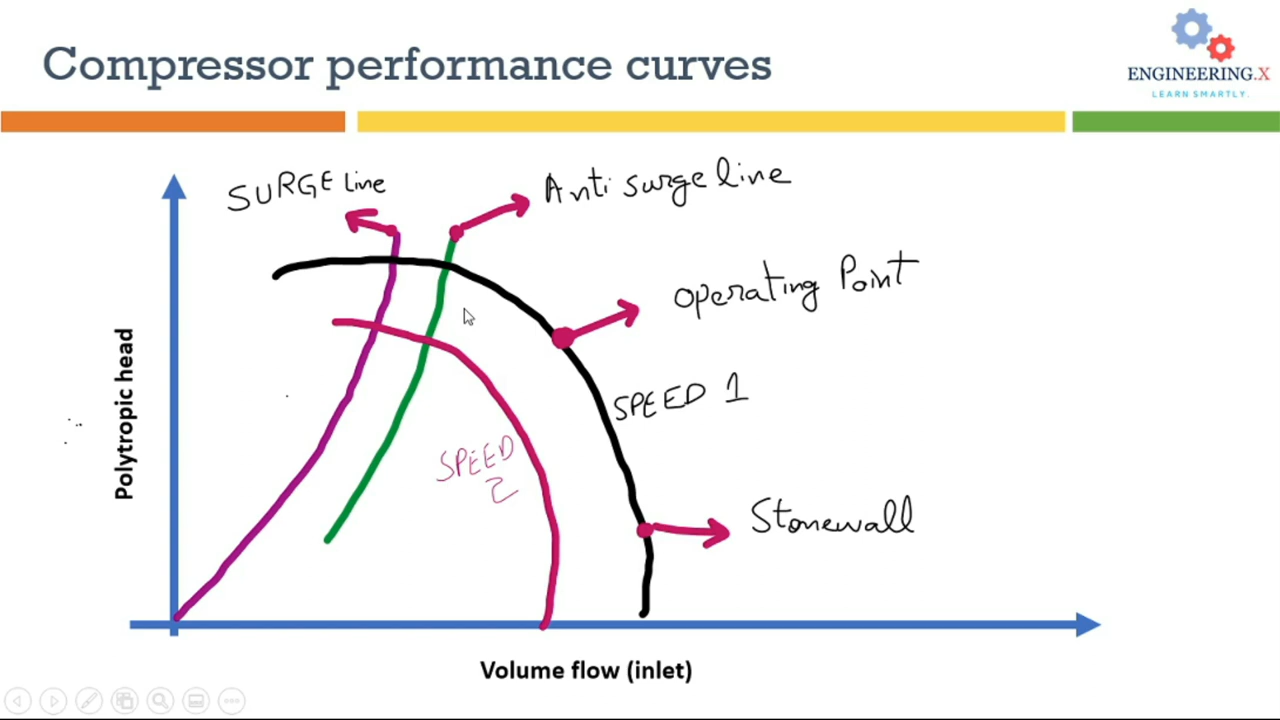 Compressor performance curves
ENGINEERING.X
LEARN SMARTLY.
SURGE Line
Anti surge line
operating Point
SPEED 1
SPEED
2
Stonewall
Polytropic head
Volume flow (inlet)